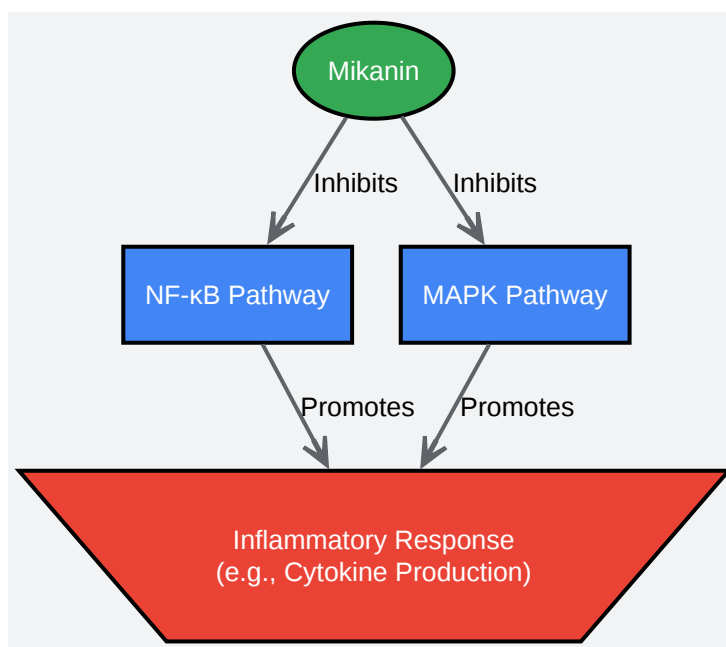 Mikanin
Inhibits
Inhibits
NF-κB Pathway
MAPK Pathway
Promotes
Promotes
Inflammatory Response
(e.g., Cytokine Production)